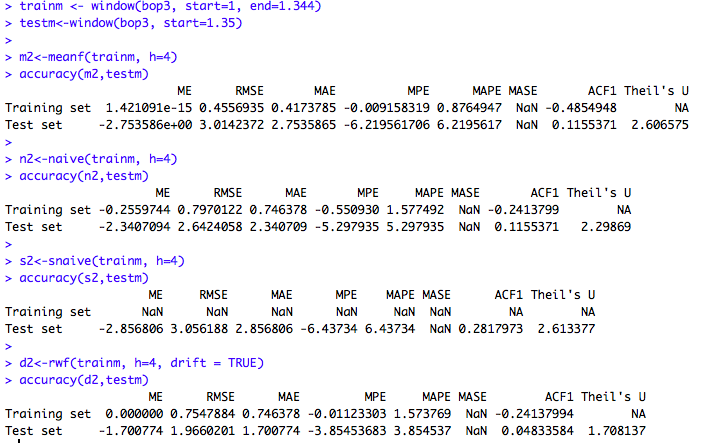 > trainm <- window(bop3, start=1, end=1.344)
> testm<-window(bop3, start=1.35)
>
> m2<-meanf(trainm, h=4)
> accuracy(m2,testm)
ME RMSE MAE MPE MAPE MASE ACF1 Theil's U
Training set 1.421091e-15 0.4556935 0.4173785 -0.009158319 0.8764947 NaN -0.4854948 NA
Test set -2.753586e+00 3.0142372 2.7535865 -6.219561706 6.2195617 NaN 0.1155371 2.606575
>
> n2<-naive(trainm, h=4)
> accuracy(n2,testm)
ME RMSE MAE MPE MAPE MASE ACF1 Theil's U
Training set -0.2559744 0.7970122 0.746378 -0.550930 1.577492 NaN -0.2413799 NA
Test set -2.3407094 2.6424058 2.340709 -5.297935 5.297935 NaN 0.1155371 2.29869
>
> s2<-snaive(trainm, h=4)
> accuracy(s2,testm)
ME RMSE MAE MPE MAPE MASE ACF1 Theil's U
Training set NaN NaN NaN NaN NaN NaN NA NA
Test set -2.856806 3.056188 2.856806 -6.43734 6.43734 NaN 0.2817973 2.613377
>
> d2<-rwf(trainm, h=4, drift = TRUE)
> accuracy(d2,testm)
ME RMSE MAE MPE MAPE MASE ACF1 Theil's U
Training set 0.000000 0.7547884 0.746378 -0.01123303 1.573769 NaN -0.24137994 NA
Test set -1.700774 1.9660201 1.700774 -3.85453683 3.854537 NaN 0.04833584 1.708137